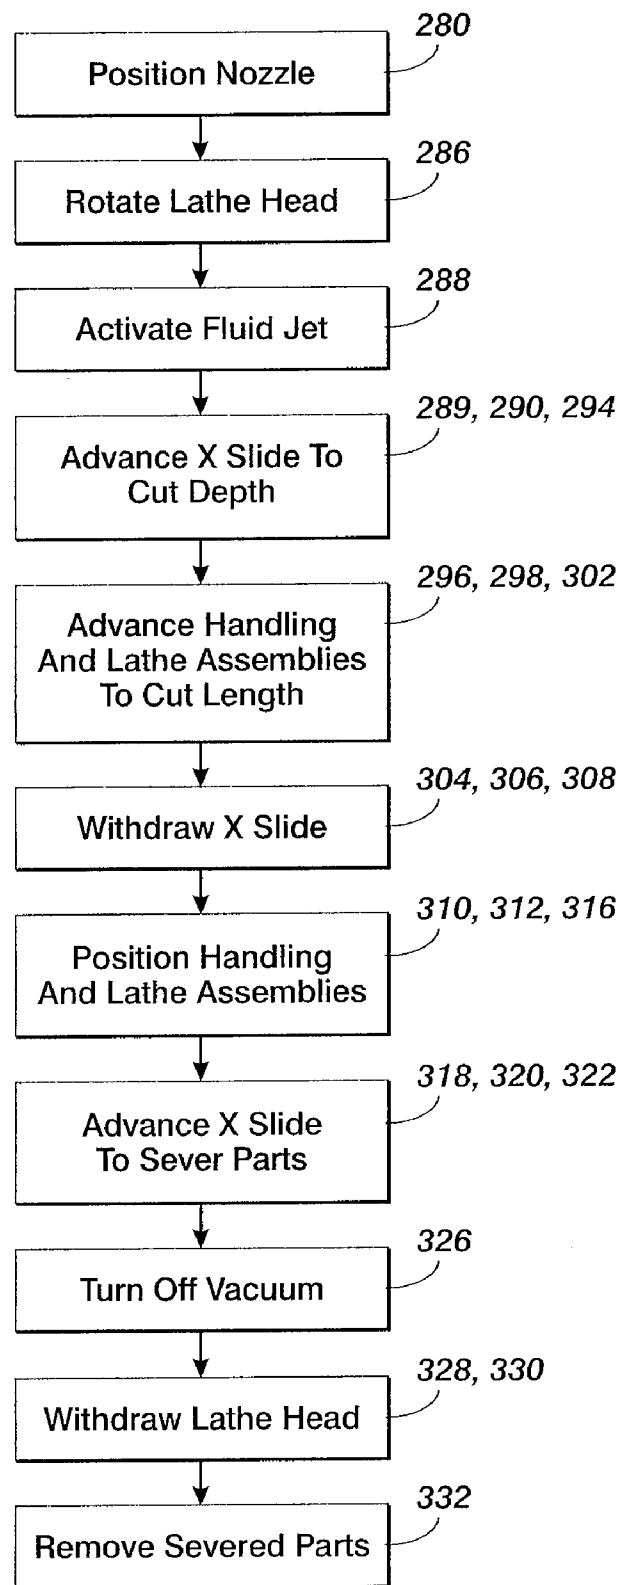 280
Position Nozzle
286
Rotate Lathe Head
288
Activate Fluid Jet
289, 290, 294
Advance X Slide To
Cut Depth
296, 298, 302
Advance Handling
And Lathe Assemblies
To Cut Length
304, 306, 308
Withdraw X Slide
310, 312, 316
Position Handling
And Lathe Assemblies
318, 320, 322
Advance X Slide
To Sever Parts
326
Turn Off Vacuum
328, 330
Withdraw Lathe Head
332
Remove Severed Parts